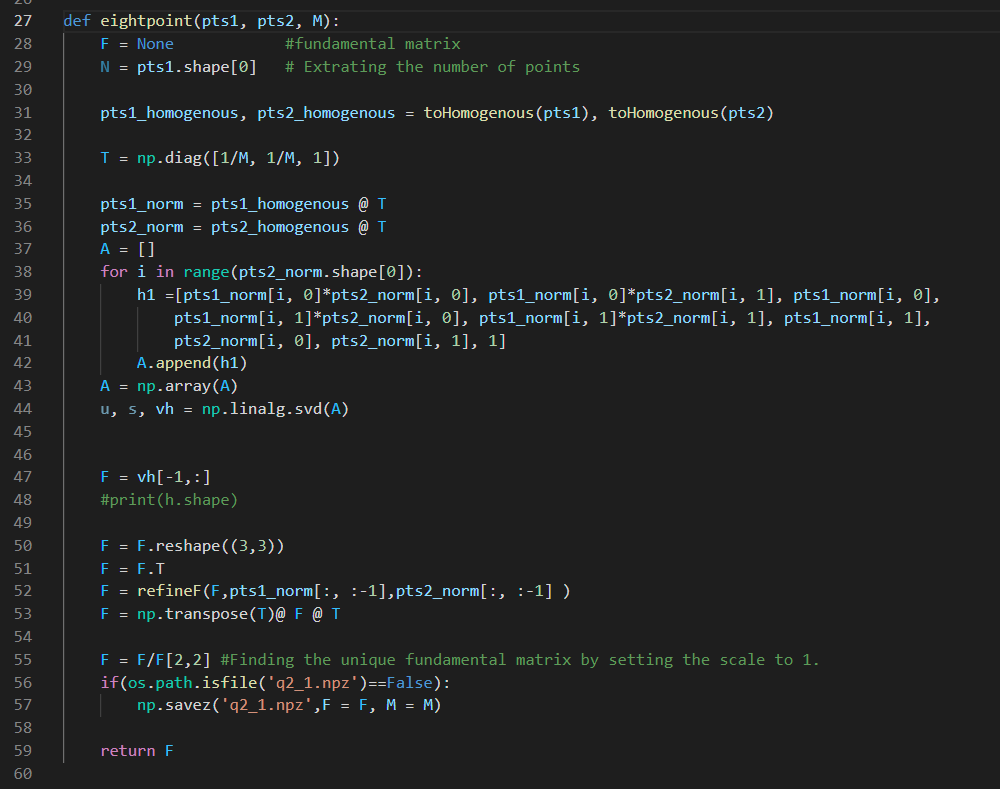 27 def eightpoint(pts1, pts2, M):
28     F = None            #fundamental matrix
29     N = pts1.shape[0]   # Extrating the number of points
30
31     pts1_homogenous, pts2_homogenous = toHomogenous(pts1), toHomogenous(pts2)
32
33     T = np.diag([1/M, 1/M, 1])
34
35     pts1_norm = pts1_homogenous @ T
36     pts2_norm = pts2_homogenous @ T
37     A = []
38     for i in range(pts2_norm.shape[0]):
39         h1 =[pts1_norm[i, 0]*pts2_norm[i, 0], pts1_norm[i, 0]*pts2_norm[i, 1], pts1_norm[i, 0],
40             pts1_norm[i, 1]*pts2_norm[i, 0], pts1_norm[i, 1]*pts2_norm[i, 1], pts1_norm[i, 1],
41             pts2_norm[i, 0], pts2_norm[i, 1], 1]
42         A.append(h1)
43     A = np.array(A)
44     u, s, vh = np.linalg.svd(A)
45
46
47     F = vh[-1,:]
48     #print(h.shape)
49
50     F = F.reshape((3,3))
51     F = F.T
52     F = refineF(F,pts1_norm[:, :-1],pts2_norm[:, :-1] )
53     F = np.transpose(T)@ F @ T
54
55     F = F/F[2,2] #Finding the unique fundamental matrix by setting the scale to 1.
56     if(os.path.isfile('q2_1.npz')==False):
57         np.savez('q2_1.npz',F = F, M = M)
58
59     return F
60